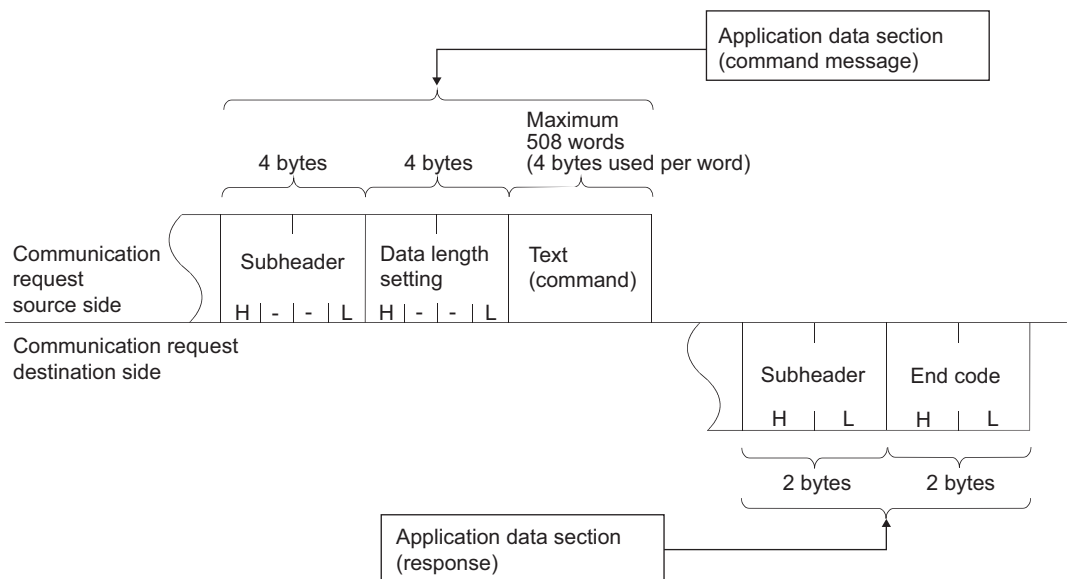 Application data section
(command message)
Maximum
508 words
(4 bytes used per word)
4 bytes
4 bytes
Communication
request
source side
Subheader
Data length
setting
Text
(command)
H - - L
H - - L
Communication request
destination side
Subheader
End code
H L
H L
2 bytes
2 bytes
Application data section
(response)